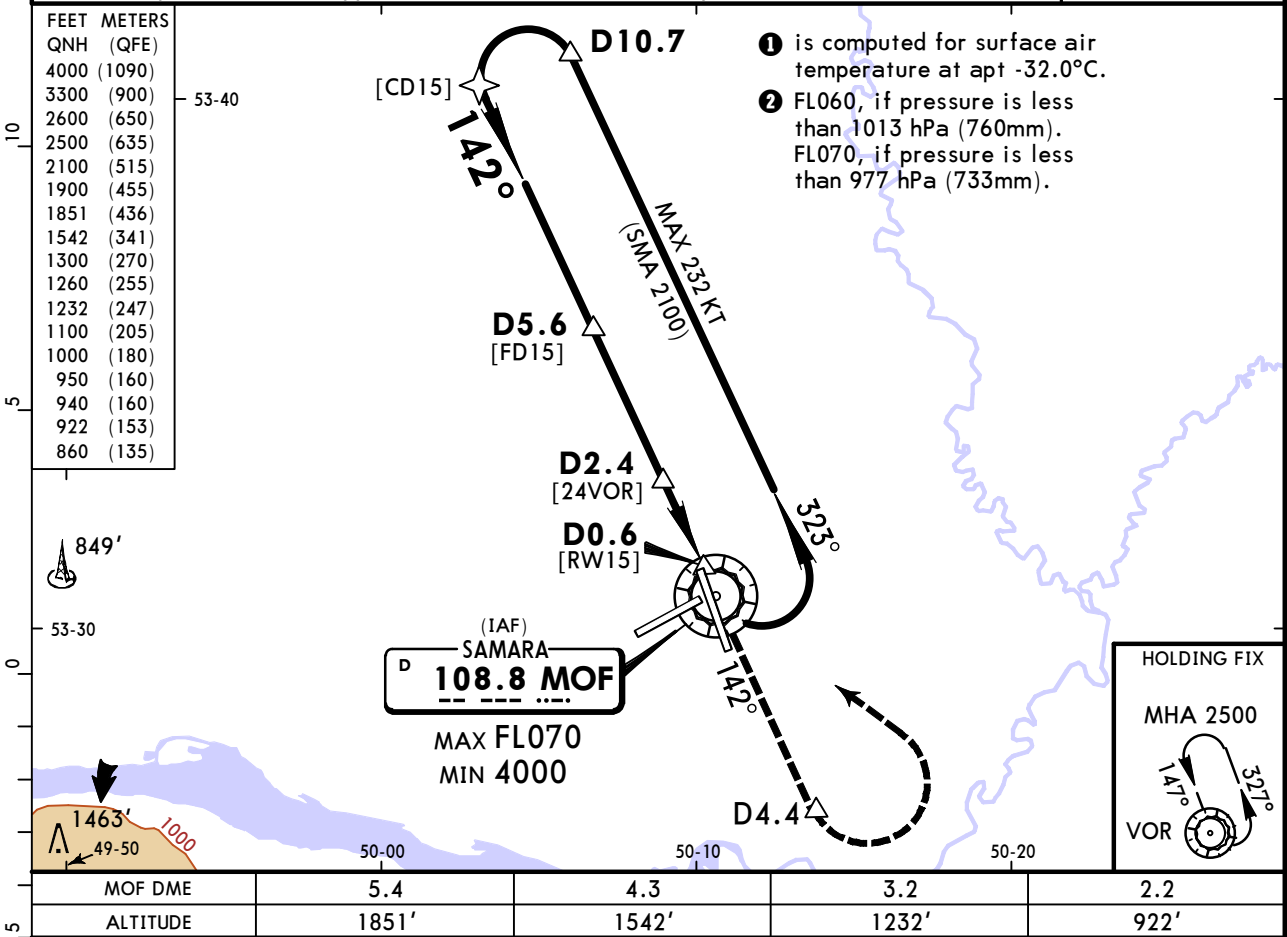 FEET METERS
QNH (QFE)
4000 (1090)
3300 (900)
2600 (650)
2500 (635)
2100 (515)
1900 (455)
1851 (436)
1542 (341)
1300 (270)
1260 (255)
1232 (247)
1100 (205)
1000 (180)
950 (160)
940 (160)
922 (153)
860 (135)
10
5
0
5
53-40
53-30
D10.7
[CD15]
142°
❶ is computed for surface air
temperature at apt -32.0°C.
❷ FL060, if pressure is less
than 1013 hPa (760mm).
FL070, if pressure is less
than 977 hPa (733mm).
MAX 232 KT
(SMA 2100)
D5.6
[FD15]
D2.4
[24VOR]
D0.6
[RW15]
323°
849'
(IAF)
SAMARA
D 108.8 MOF
MAX FL070
MIN 4000
142°
D4.4
1463'
1000
49-50
50-00
50-10
50-20
HOLDING FIX
MHA 2500
147°
327°
VOR
MOF DME 5.4 4.3 3.2 2.2
ALTITUDE 1851' 1542' 1232' 922'